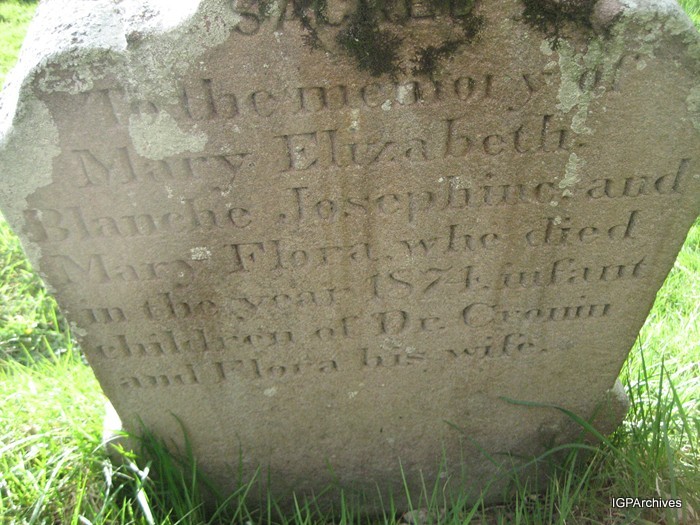 SACRED
To the memory of
Mary Elizabeth,
Blanche Josephine, and
Mary Flora, who died
in the year 1874, infant
children of Dr. Cronin
and Flora his wife.
IGPArchives